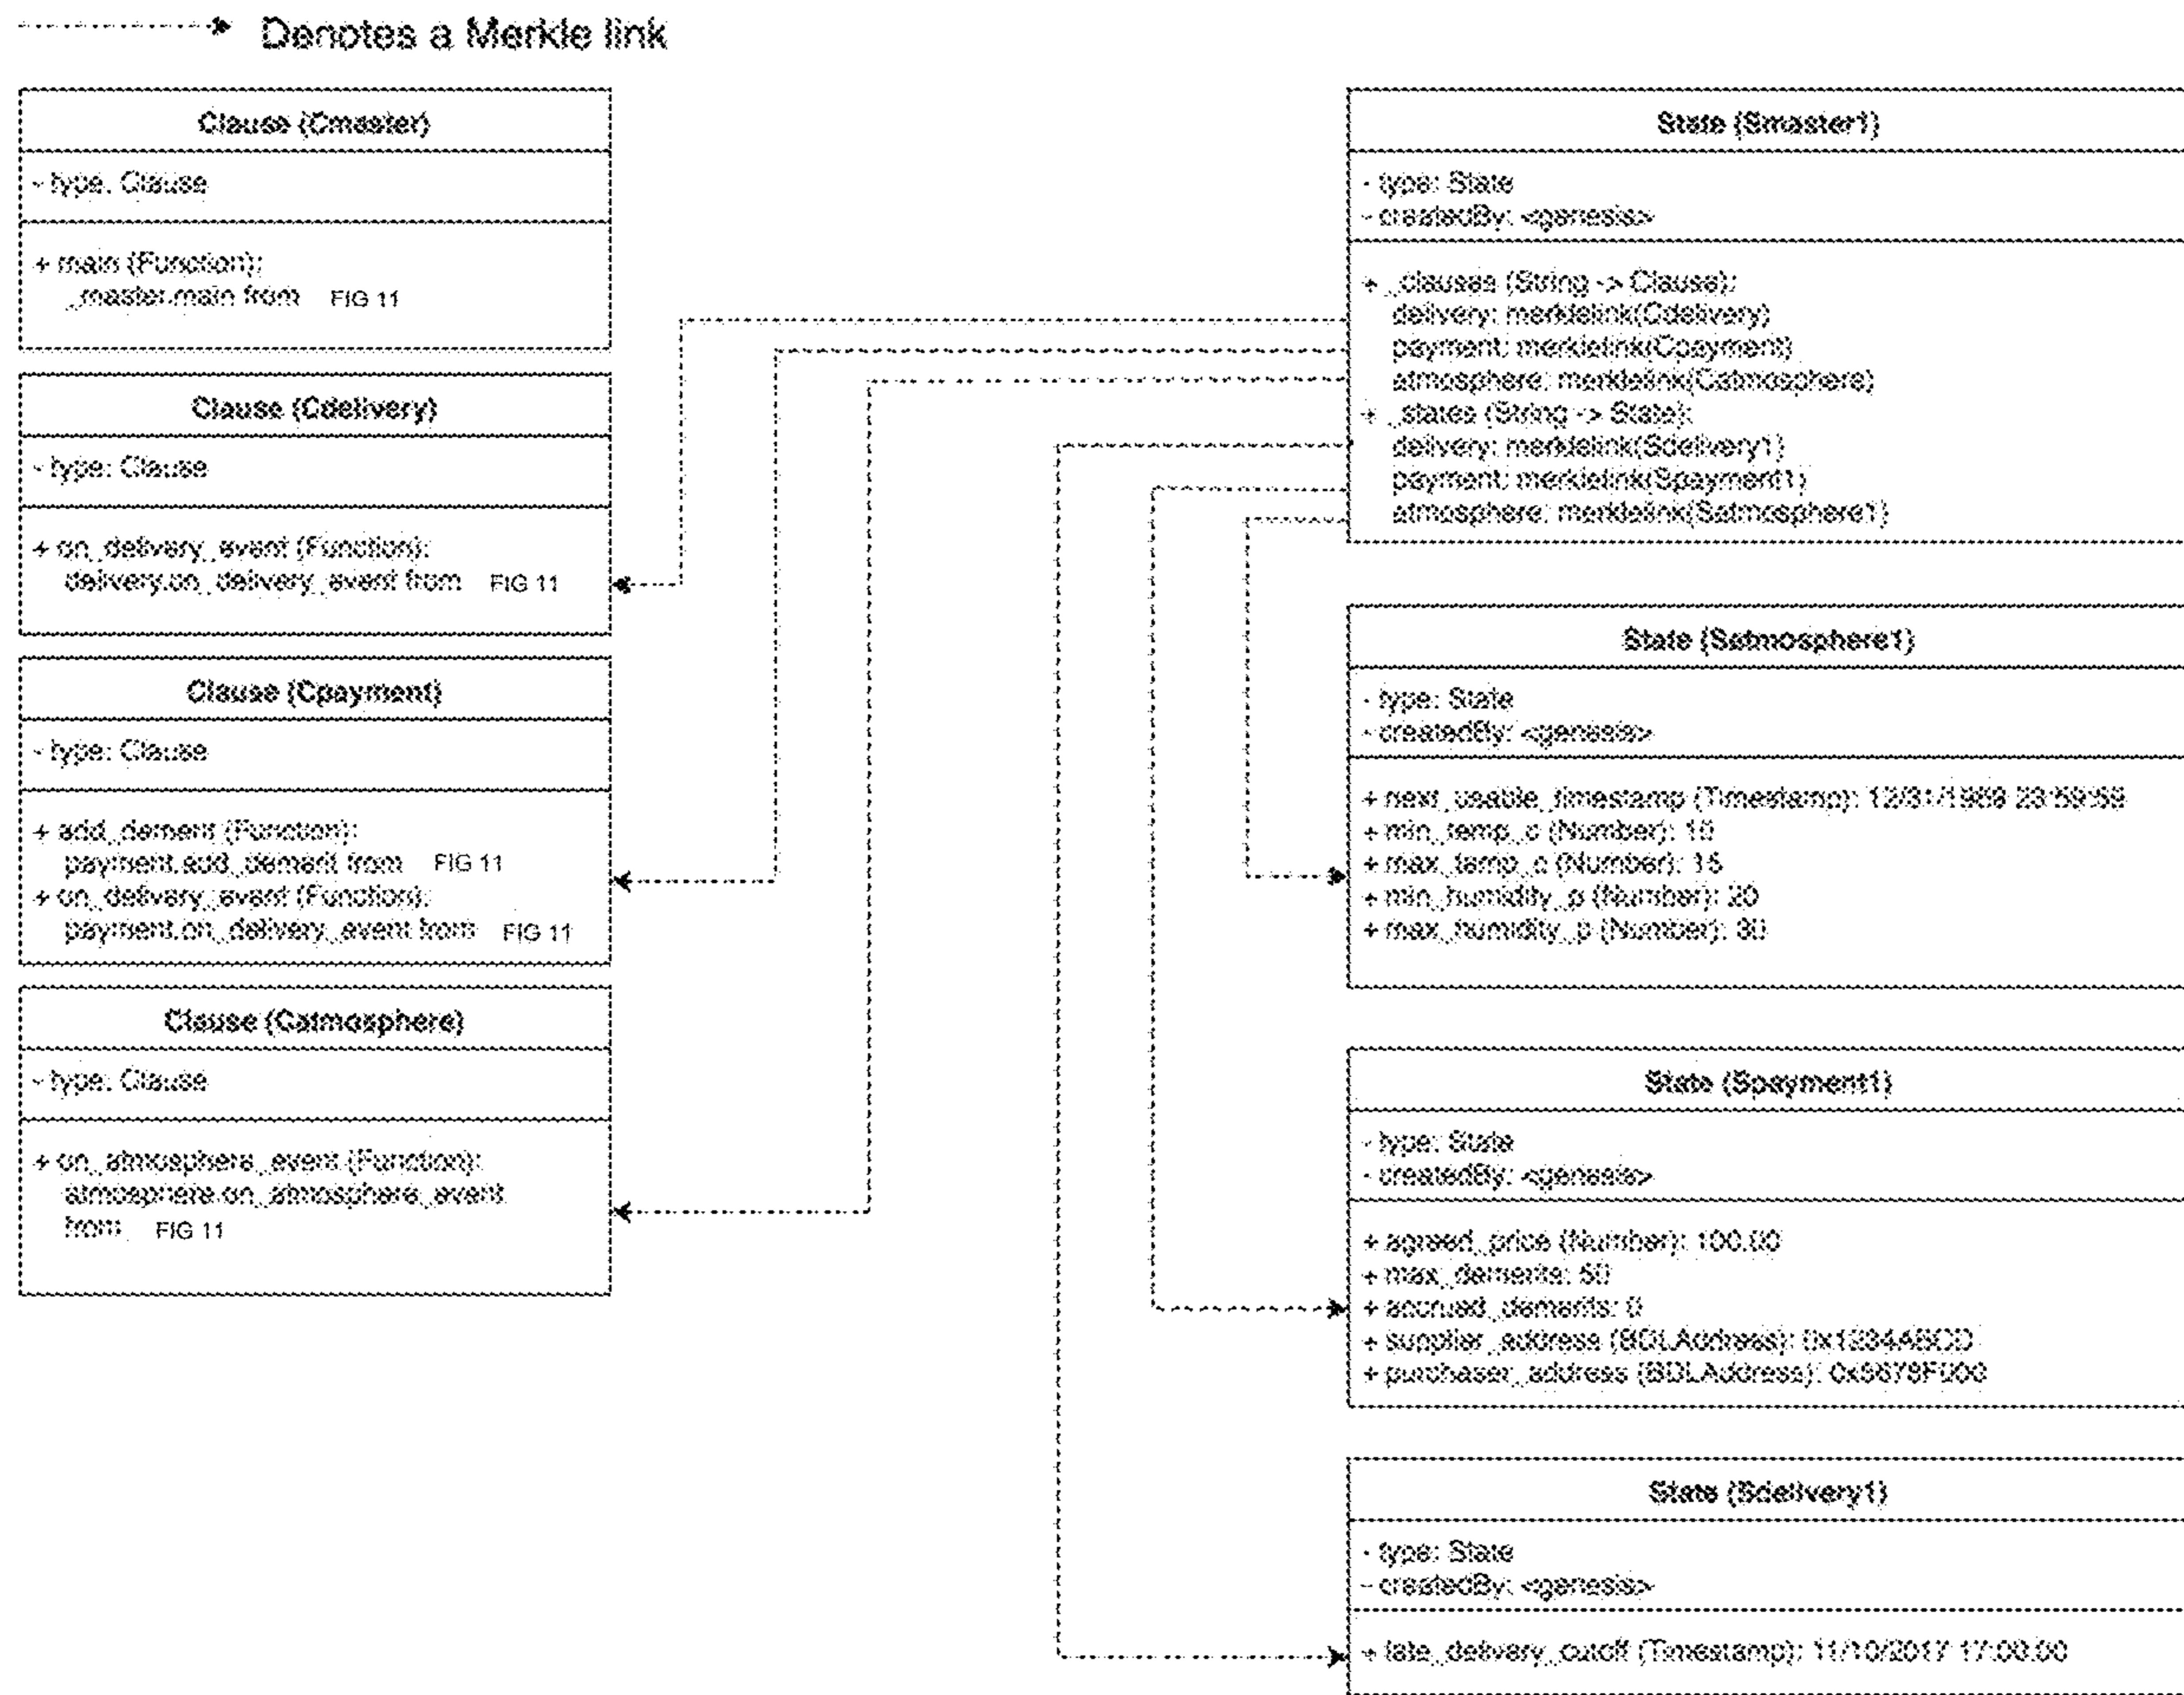 Denotes a Merkle link
Clause (Cmaster)
- type: Clause
+ main (Function):
_master.main from FIG 11
Clause (Cdelivery)
- type: Clause
+ on_delivery_event (Function):
delivery.on_delivery_event from FIG 11
Clause (Cpayment)
- type: Clause
+ add_demerit (Function):
payment.add_demerit from FIG 11
+ on_delivery_event (Function):
payment.on_delivery_event from FIG 11
Clause (Catmosphere)
- type: Clause
+ on_atmosphere_event (Function):
atmosphere.on_atmosphere_event
from FIG 11
State (Smaster1)
- type: State
- createdBy: <genesis>
+ _clauses (String -> Clause):
delivery: merklelink(Cdelivery)
payment: merklelink(Cpayment)
atmosphere: merklelink(Catmosphere)
+ _states (String -> State):
delivery: merklelink(Sdelivery1)
payment: merklelink(Spayment1)
atmosphere: merklelink(Satmosphere1)
State (Satmosphere1)
- type: State
- createdBy: <genesis>
+ next_usable_timestamp (Timestamp): 12/31/1969 23:59:59
+ min_temp_c (Number): 10
+ max_temp_c (Number): 15
+ min_humidity_p (Number): 20
+ max_humidity_p (Number): 30
State (Spayment1)
- type: State
- createdBy: <genesis>
+ agreed_price (Number): 100.00
+ max_demerits: 50
+ accrued_demerits: 0
+ supplier_address (BDLAddress): 0x1234ABCD
+ purchaser_address (BDLAddress):
State (Sdelivery1)
- type: State
- createdBy: <genesis>
+ late_delivery_cutoff (Timestamp): 11/10/2017 17:00:00